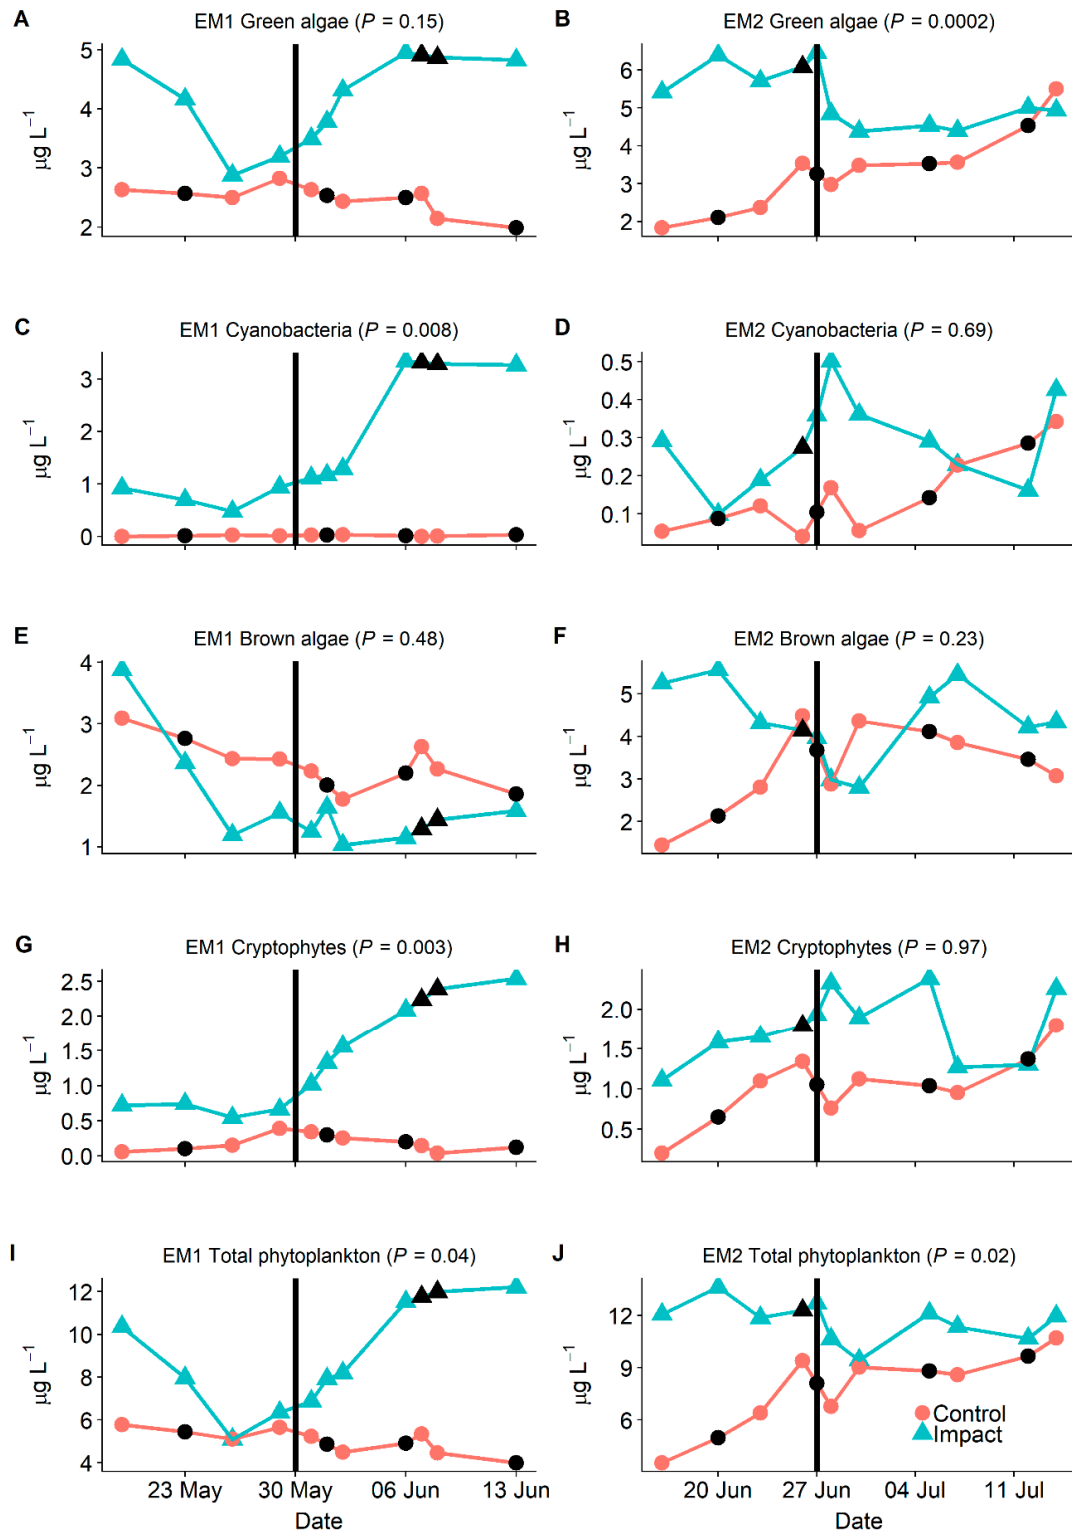 A EM1 Green algae (P = 0.15)
5
4
3
2
µg L⁻¹
B EM2 Green algae (P = 0.0002)
6
5
4
3
2
µg L⁻¹
C EM1 Cyanobacteria (P = 0.008)
3
2
1
0
µg L⁻¹
D EM2 Cyanobacteria (P = 0.69)
0.5
0.4
0.3
0.2
0.1
µg L⁻¹
E EM1 Brown algae (P = 0.48)
4
3
2
1
µg L⁻¹
F EM2 Brown algae (P = 0.23)
5
4
3
2
µg L⁻¹
G EM1 Cryptophytes (P = 0.003)
2.5
2.0
1.5
1.0
0.5
0.0
µg L⁻¹
H EM2 Cryptophytes (P = 0.97)
2.0
1.5
1.0
0.5
µg L⁻¹
I EM1 Total phytoplankton (P = 0.04)
12
10
8
6
4
µg L⁻¹
23 May 30 May 06 Jun 13 Jun
Date
J EM2 Total phytoplankton (P = 0.02)
12
9
6
µg L⁻¹
Control
Impact
20 Jun 27 Jun 04 Jul 11 Jul
Date